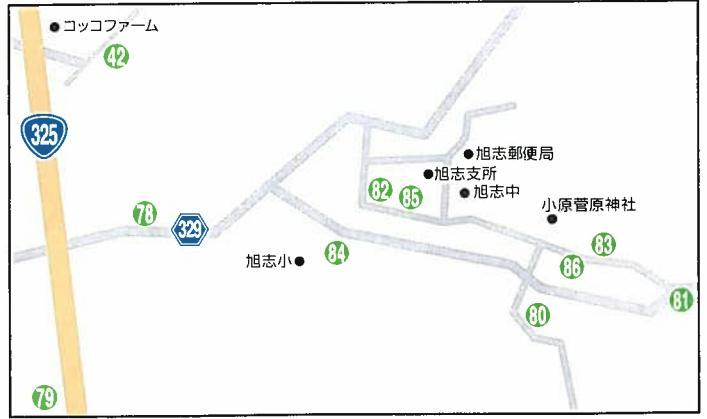 コッコファーム
42
325
旭志郵便局
旭志支所
82
85
旭志中
小原菅原神社
78
329
83
旭志小
84
86
81
80
79